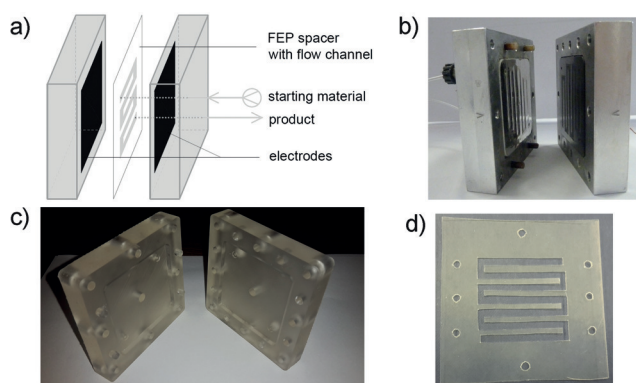 a)
FEP spacer
with flow channel
starting material
product
electrodes
b)
c)
d)